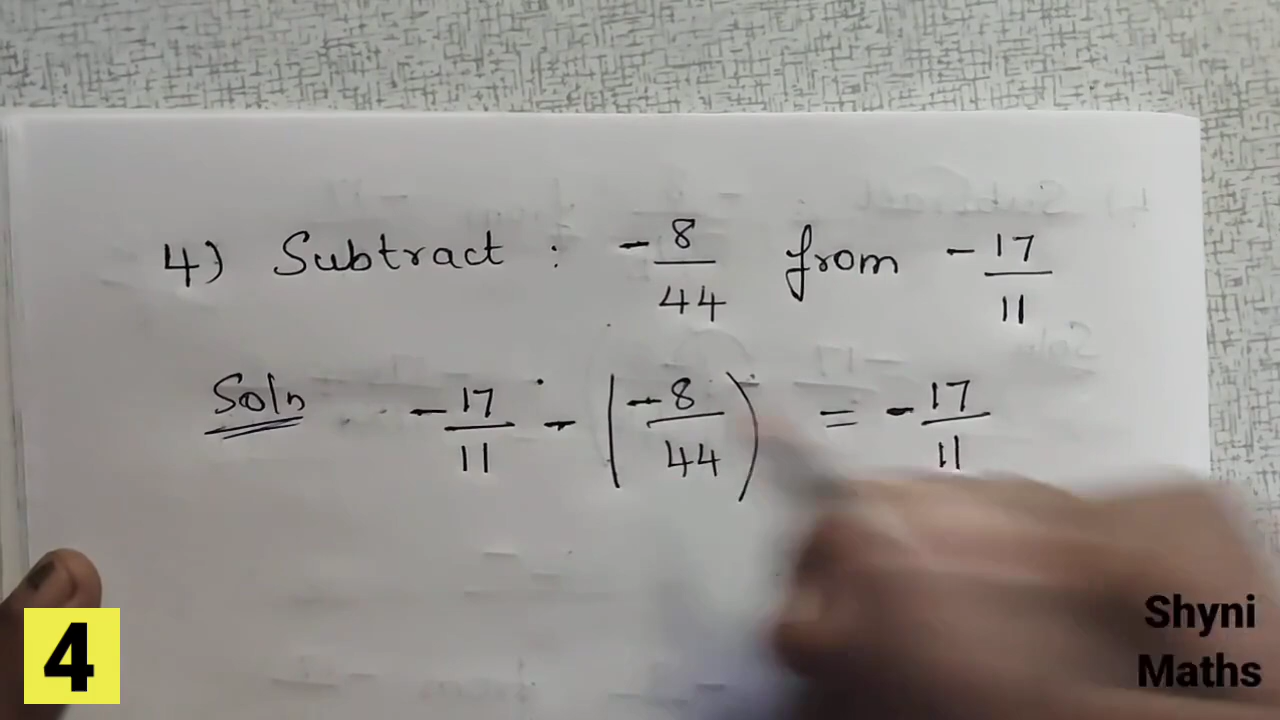 4) Subtract : -8/44 from -17/11
Soln -17/11 - (-8/44) = -17/11
4
Shyni
Maths